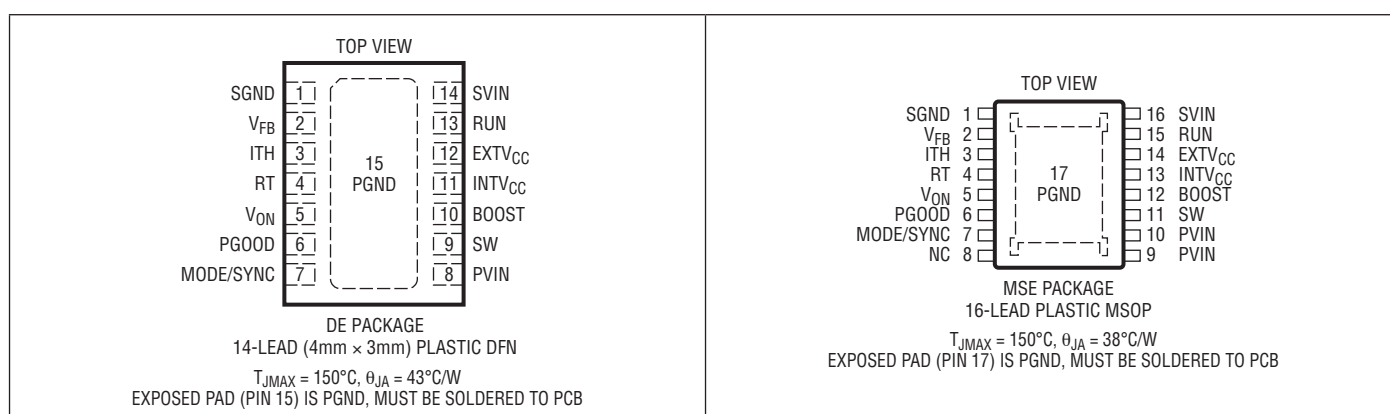 TOP VIEW
SGND 1 14 SVIN
VFB 2 13 RUN
ITH 3 12 EXTVCC
RT 4 11 INTVCC
VON 5 10 BOOST
PGOOD 6 9 SW
MODE/SYNC 7 8 PVIN
15
PGND
DE PACKAGE
14-LEAD (4mm × 3mm) PLASTIC DFN
TJMAX = 150°C, θJA = 43°C/W
EXPOSED PAD (PIN 15) IS PGND, MUST BE SOLDERED TO PCB
TOP VIEW
SGND 1 16 SVIN
VFB 2 15 RUN
ITH 3 14 EXTVCC
RT 4 13 INTVCC
VON 5 12 BOOST
PGOOD 6 11 SW
MODE/SYNC 7 10 PVIN
NC 8 9 PVIN
17
PGND
MSE PACKAGE
16-LEAD PLASTIC MSOP
TJMAX = 150°C, θJA = 38°C/W
EXPOSED PAD (PIN 17) IS PGND, MUST BE SOLDERED TO PCB